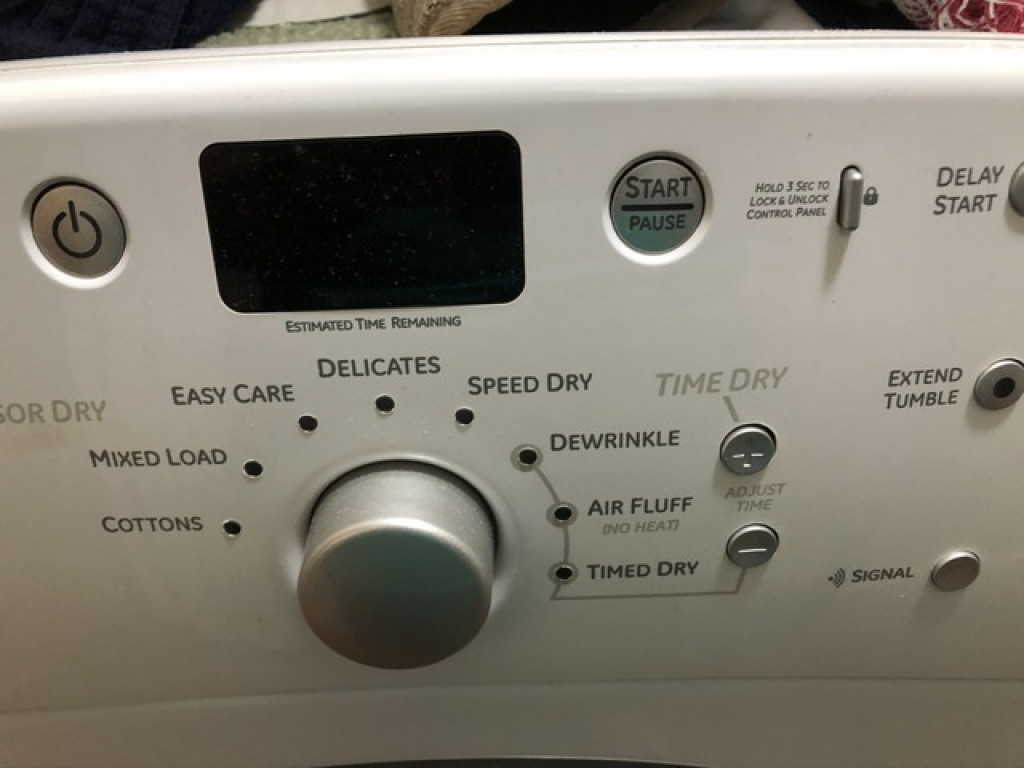 START
PAUSE
HOLD 3 SEC TO
LOCK & UNLOCK
CONTROL PANEL
DELAY
START
ESTIMATED TIME REMAINING
DELICATES
EASY CARE
SPEED DRY
TIME DRY
EXTEND
TUMBLE
DRY
MIXED LOAD
DEWRINKLE
ADJUST
TIME
COTTONS
AIR FLUFF
(NO HEAT)
TIMED DRY
SIGNAL